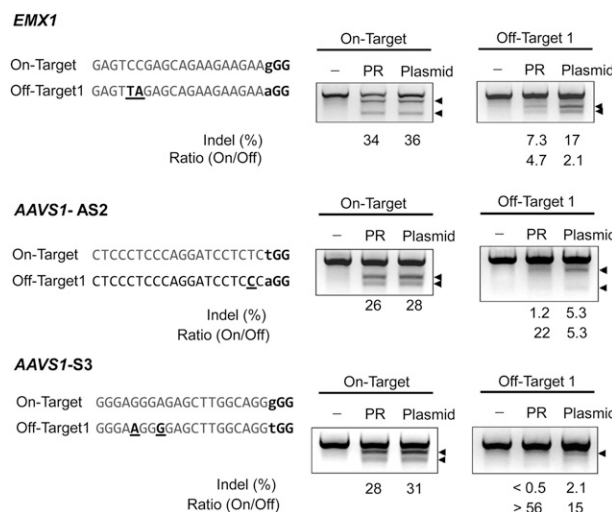 EMX1
On-Target Off-Target 1
On-Target GAGTCCGAGCAGAAGAAGAAgGG – PR Plasmid – PR Plasmid
Off-Target1 GAGTTAGAGCAGAAGAAGAAaGG
Indel (%) 34 36 7.3 17
Ratio (On/Off) 4.7 2.1
AAVS1- AS2
On-Target Off-Target 1
On-Target CTCCCTCCCAGGATCCTCTCtGG – PR Plasmid – PR Plasmid
Off-Target1 CTCCCTCCCAGGATCCTCCCaGG
Indel (%) 26 28 1.2 5.3
Ratio (On/Off) 22 5.3
AAVS1-S3
On-Target Off-Target 1
On-Target GGGAGGGAGAGCTTGGCAGGgGG – PR Plasmid – PR Plasmid
Off-Target1 GGGAAGGGGAGCTTGGCAGGtGG
Indel (%) 28 31 < 0.5 2.1
Ratio (On/Off) > 56 15